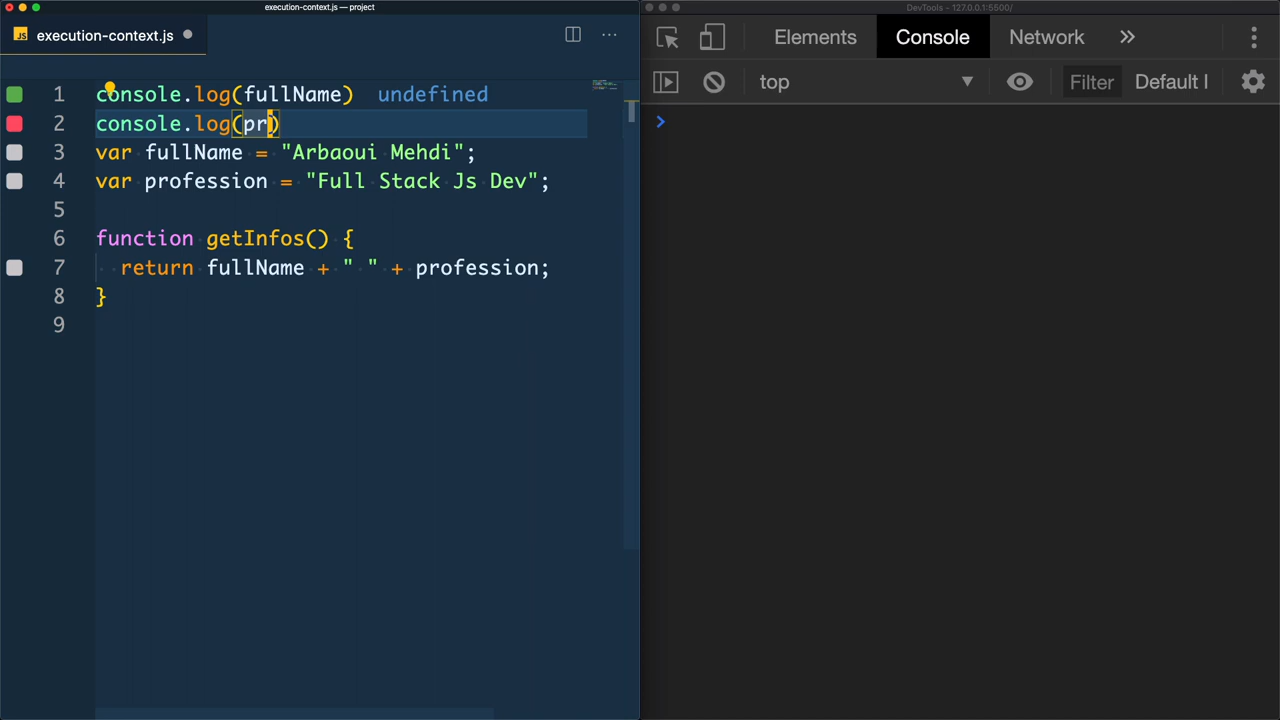 execution-context.js — project
DevTools - 127.0.0.1:5500/
JS execution-context.js
Elements Console Network
top Filter Default l
1 console.log(fullName) undefined
2 console.log(pr)
3 var fullName = "Arbaoui Mehdi";
4 var profession = "Full Stack Js Dev";
5
6 function getInfos() {
7 return fullName + " " + profession;
8 }
9